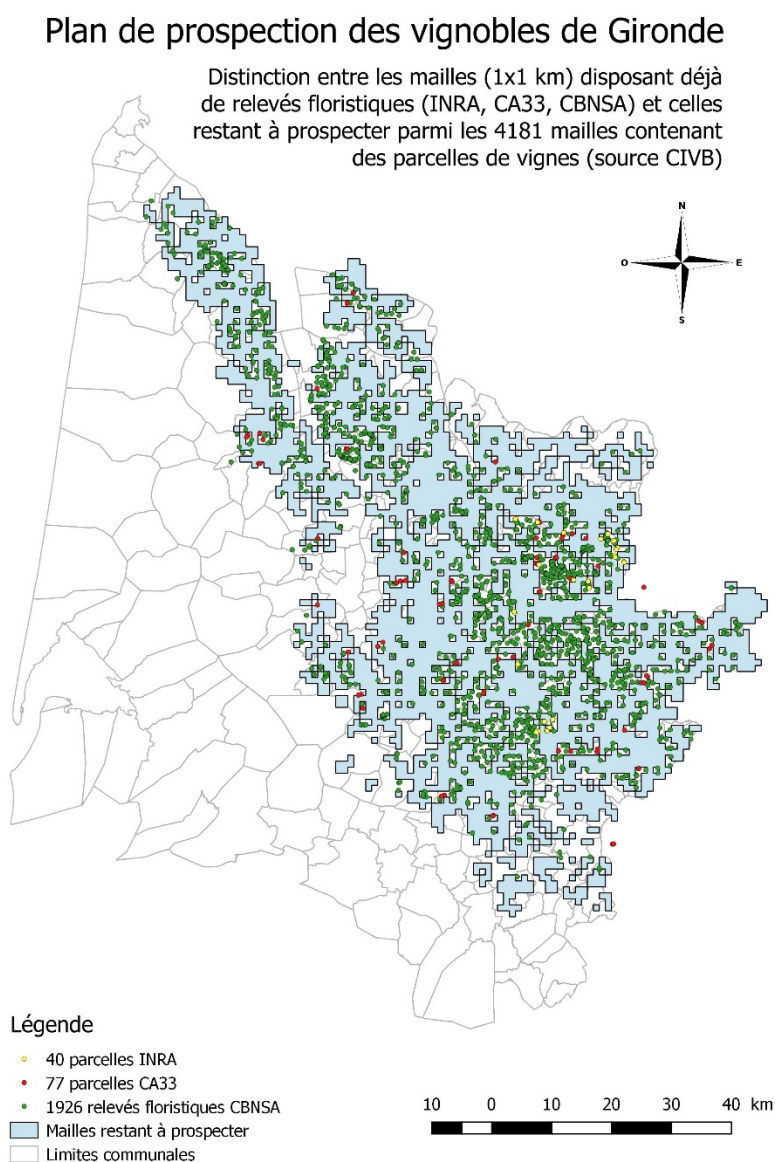 Plan de prospection des vignobles de Gironde
Distinction entre les mailles (1x1 km) disposant déjà
de relevés floristiques (INRA, CA33, CBNSA) et celles
restant à prospecter parmi les 4181 mailles contenant
des parcelles de vignes (source CIVB)
N
O
E
S
Légende
40 parcelles INRA
77 parcelles CA33
1926 relevés floristiques CBNSA
Mailles restant à prospecter
Limites communales
10 0 10 20 30 40 km